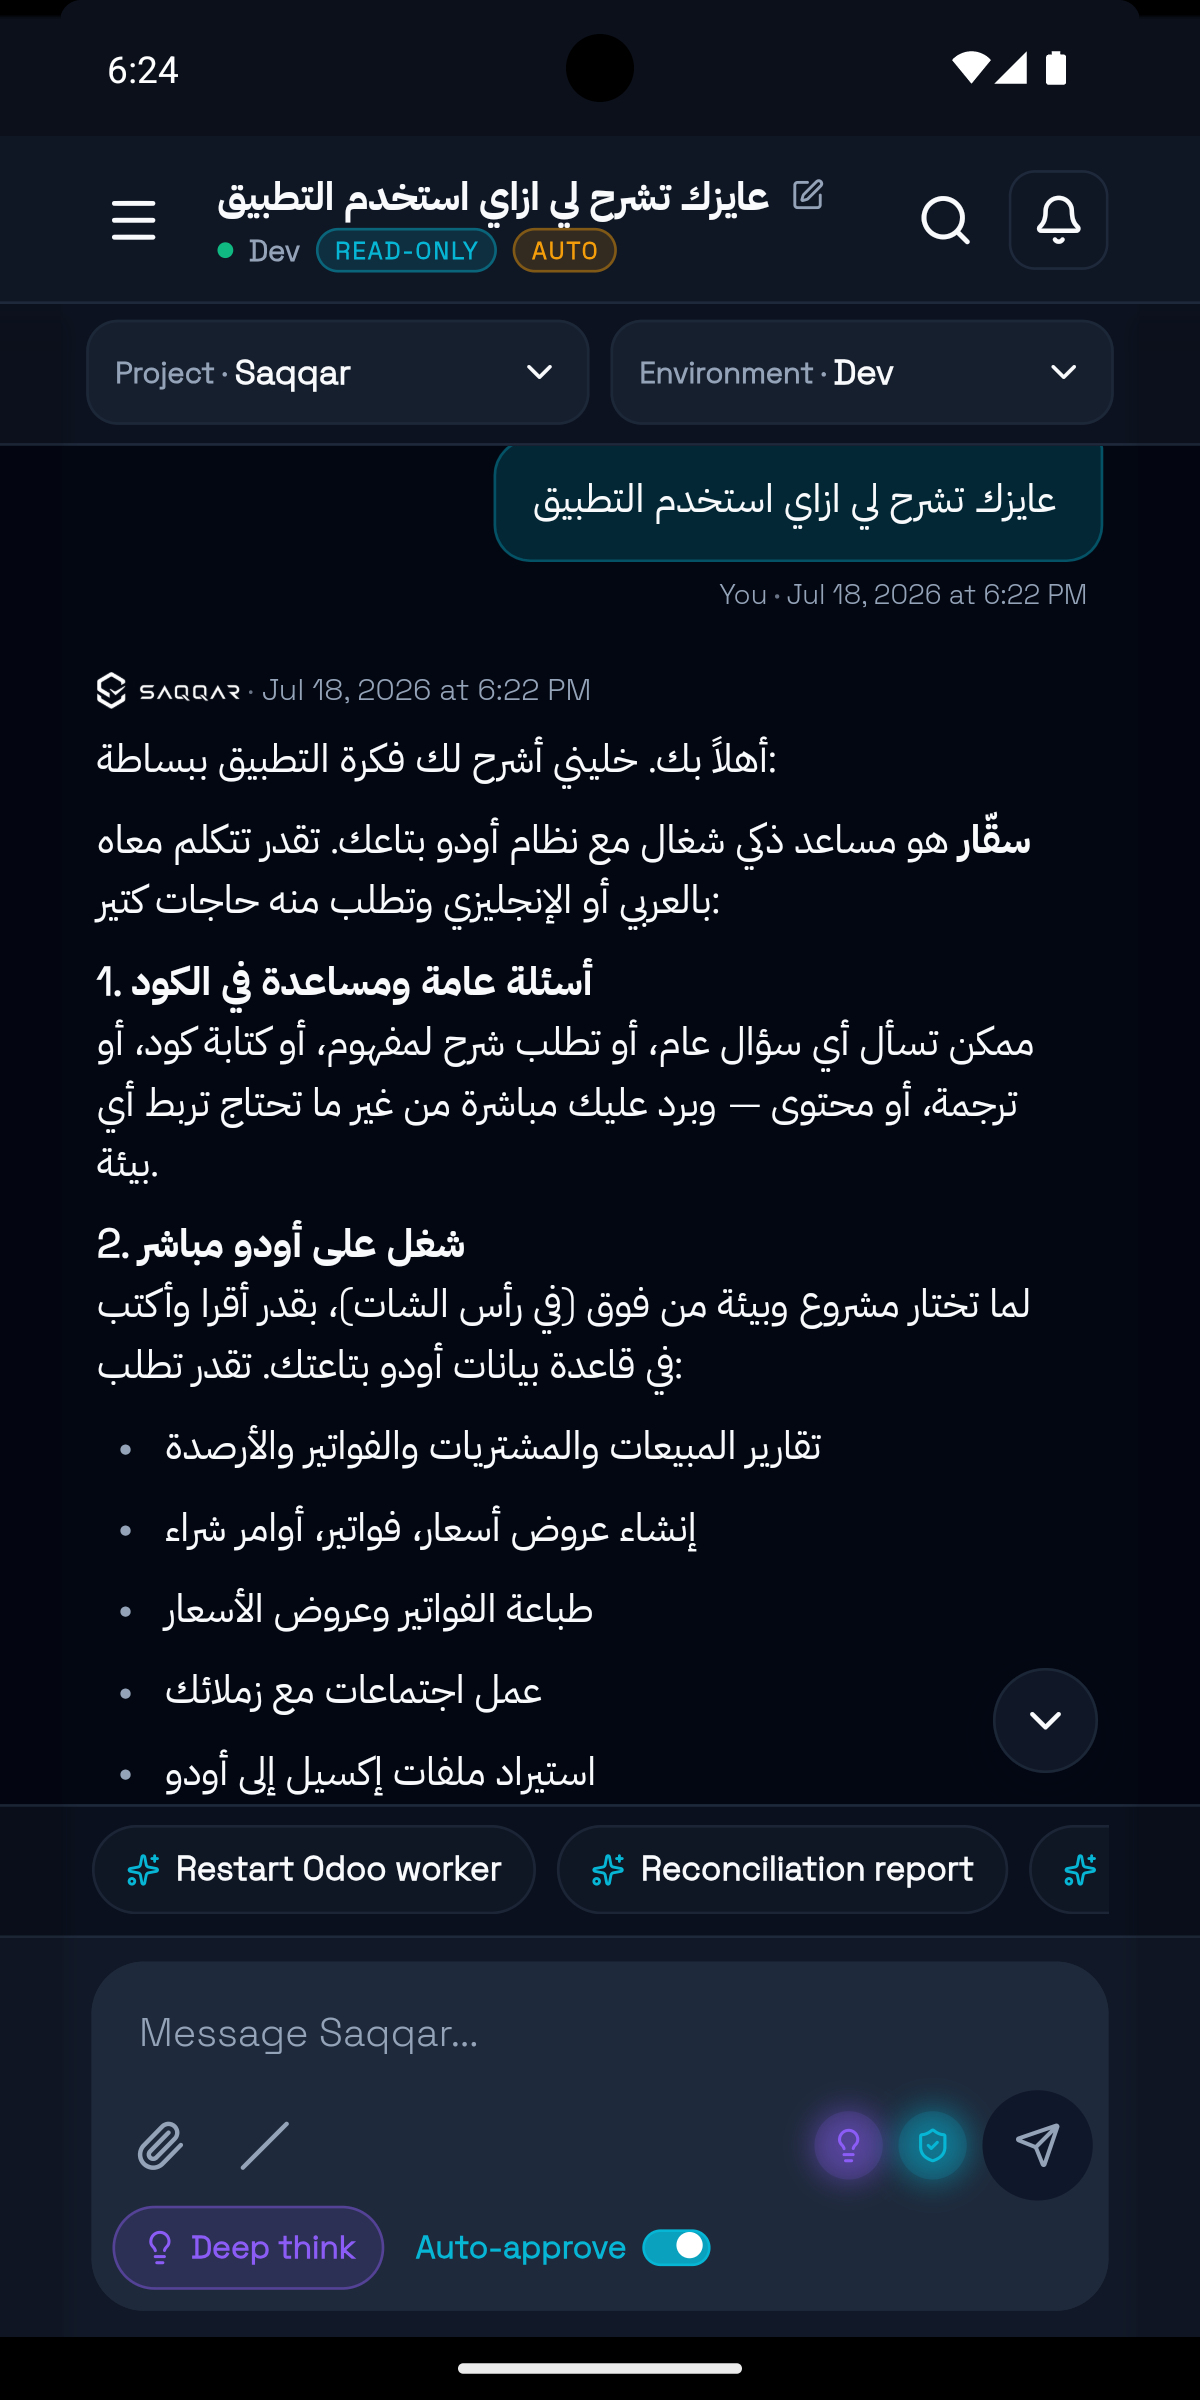 6:24
عايزك تشرح لي ازاي استخدم التطبيق
Dev READ-ONLY AUTO
Project · Saqqar
Environment · Dev
عايزك تشرح لي ازاي استخدم التطبيق
You · Jul 18, 2026 at 6:22 PM
SAQQAR · Jul 18, 2026 at 6:22 PM
أهلاً بك. خليني أشرح لك فكرة التطبيق ببساطة:
سقّار هو مساعد ذكي شغال مع نظام أودو بتاعك. تقدر تتكلم معاه
بالعربي أو الإنجليزي وتطلب منه حاجات كتير:
1. أسئلة عامة ومساعدة في الكود
ممكن تسأل أي سؤال عام، أو تطلب شرح لمفهوم، أو كتابة كود، أو
ترجمة، أو محتوى — وبرد عليك مباشرة من غير ما تحتاج تربط أي
بيئة.
2. شغل على أودو مباشر
لما تختار مشروع وبيئة من فوق (في رأس الشات)، بقدر أقرا وأكتب
في قاعدة بيانات أودو بتاعتك. تقدر تطلب:
• تقارير المبيعات والمشتريات والفواتير والأرصدة
• إنشاء عروض أسعار، فواتير، أوامر شراء
• طباعة الفواتير وعروض الأسعار
• عمل اجتماعات مع زملائك
• استيراد ملفات إكسيل إلى أودو
Restart Odoo worker
Reconciliation report
Message Saqqar...
Deep think
Auto-approve